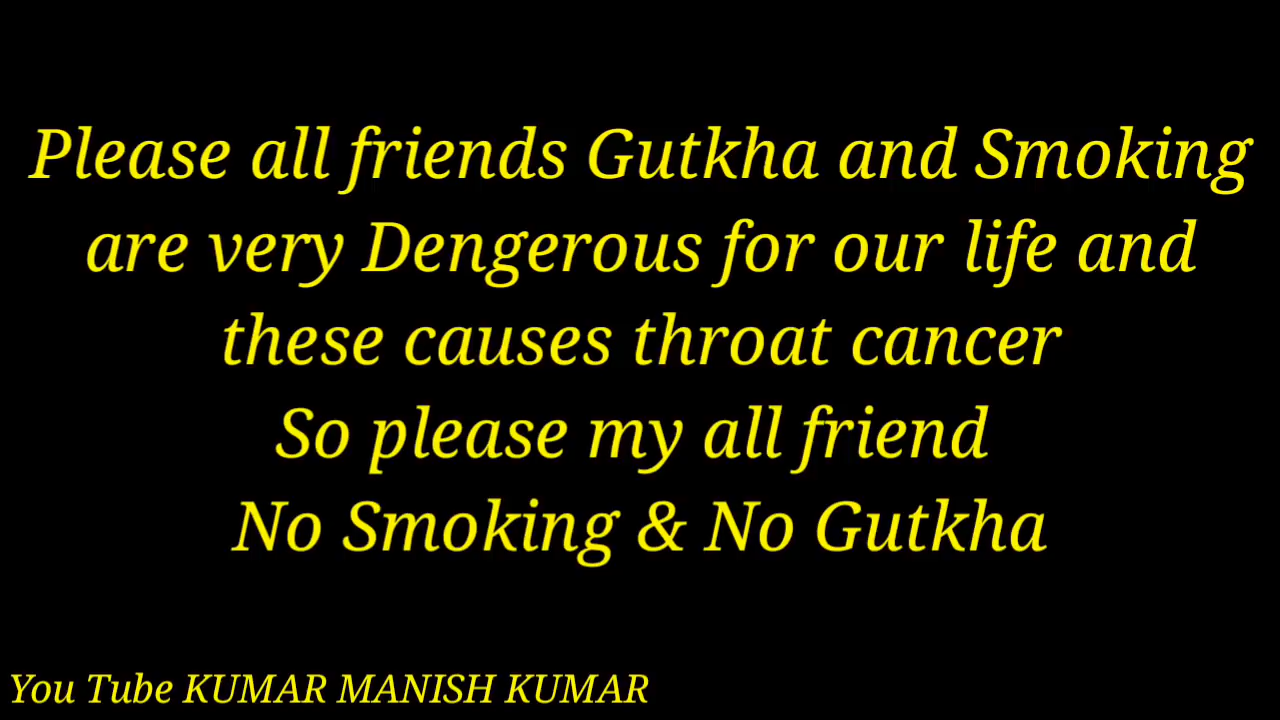 Please all friends Gutkha and Smoking
are very Dengerous for our life and
these causes throat cancer
So please my all friend
No Smoking & No Gutkha
You Tube KUMAR MANISH KUMAR